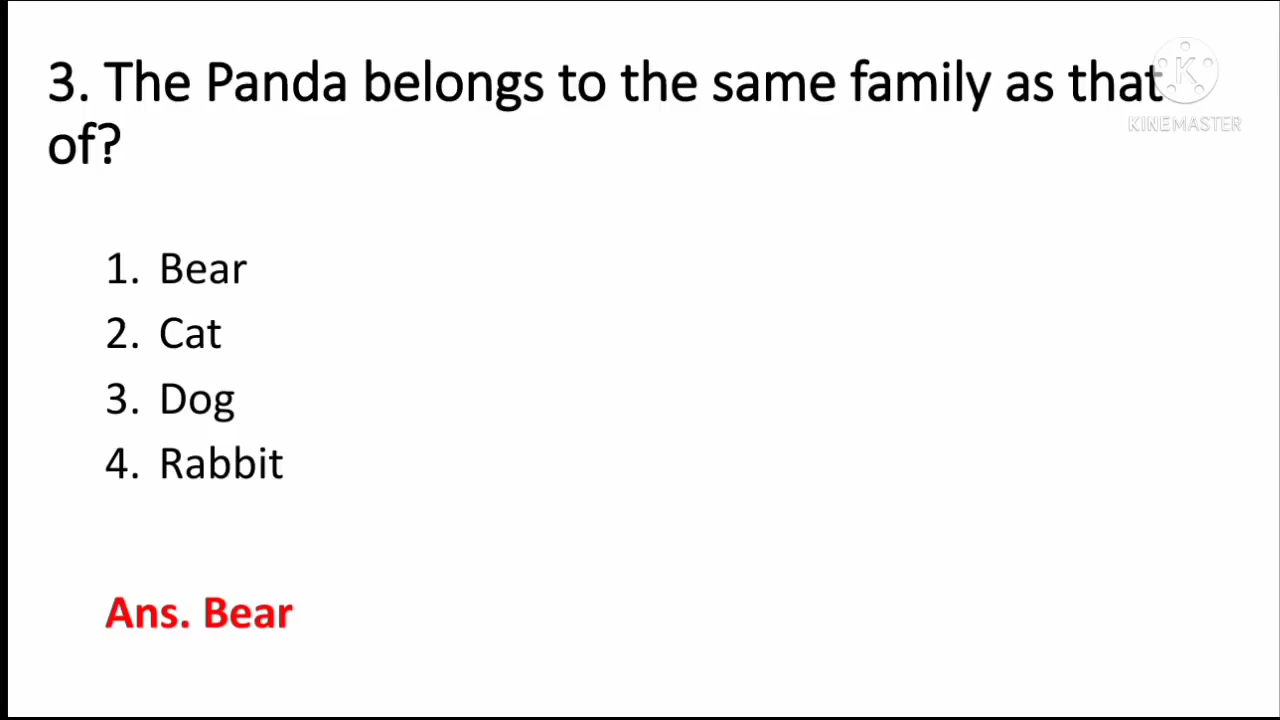 3. The Panda belongs to the same family as that
of?
K
KINEMASTER
1. Bear
2. Cat
3. Dog
4. Rabbit
Ans. Bear